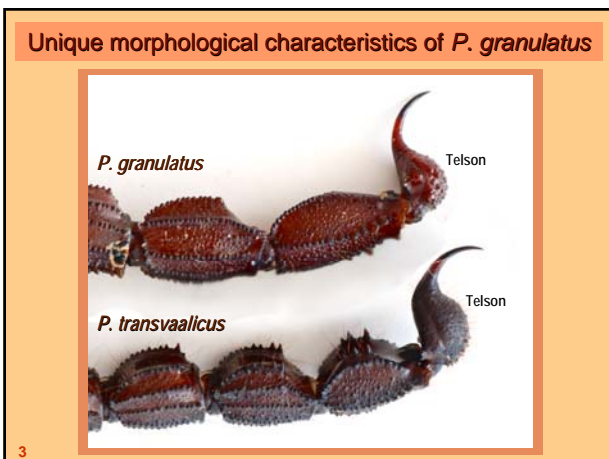 Unique morphological characteristics of P. granulatus
P. granulatus
Telson
Telson
P. transvaalicus
3